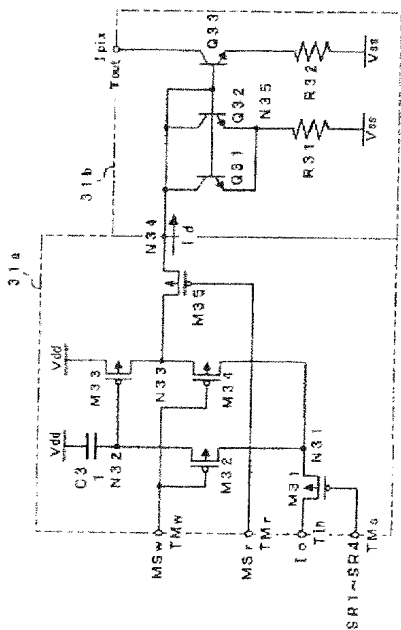 31a
31b
Vdd
Vdd
C31
N32
M33
N33
M32
M34
M35
N34
Id
N31
M31
MSw
TMw
MSr
TMr
Io
Tin
SR1~SR4
TMs
Ipix
Tout
Q31
Q32
Q33
N35
R31
R32
Vss
Vss